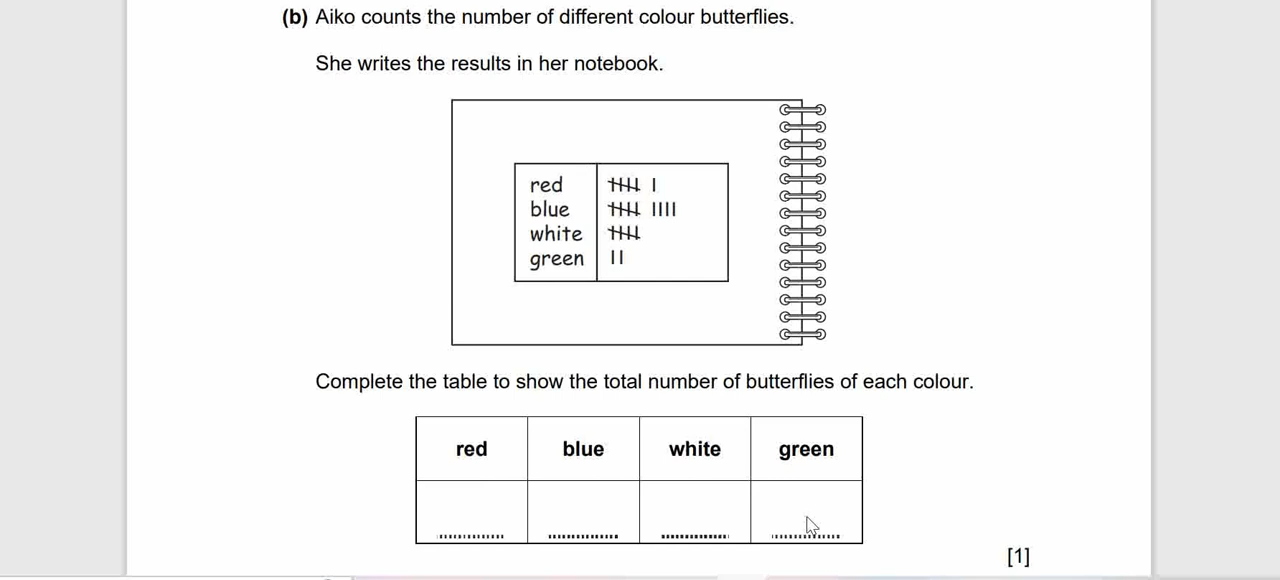 (b) Aiko counts the number of different colour butterflies.
She writes the results in her notebook.
red
blue
white
green
Complete the table to show the total number of butterflies of each colour.
red blue white green
[1]